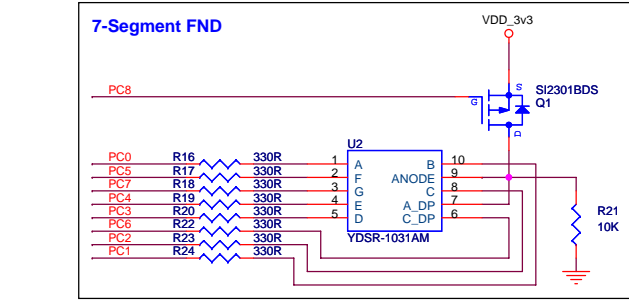 7-Segment FND
VDD_3v3
PC8
S
G
D
SI2301BDS
Q1
U2
PC0 R16 330R 1 A B 10
PC5 R17 330R 2 F ANODE 9
PC7 R18 330R 3 G C 8
PC4 R19 330R 4 E A_DP 7
PC3 R20 330R 5 D C_DP 6
PC6 R22 330R
PC2 R23 330R
PC1 R24 330R
YDSR-1031AM
R21
10K